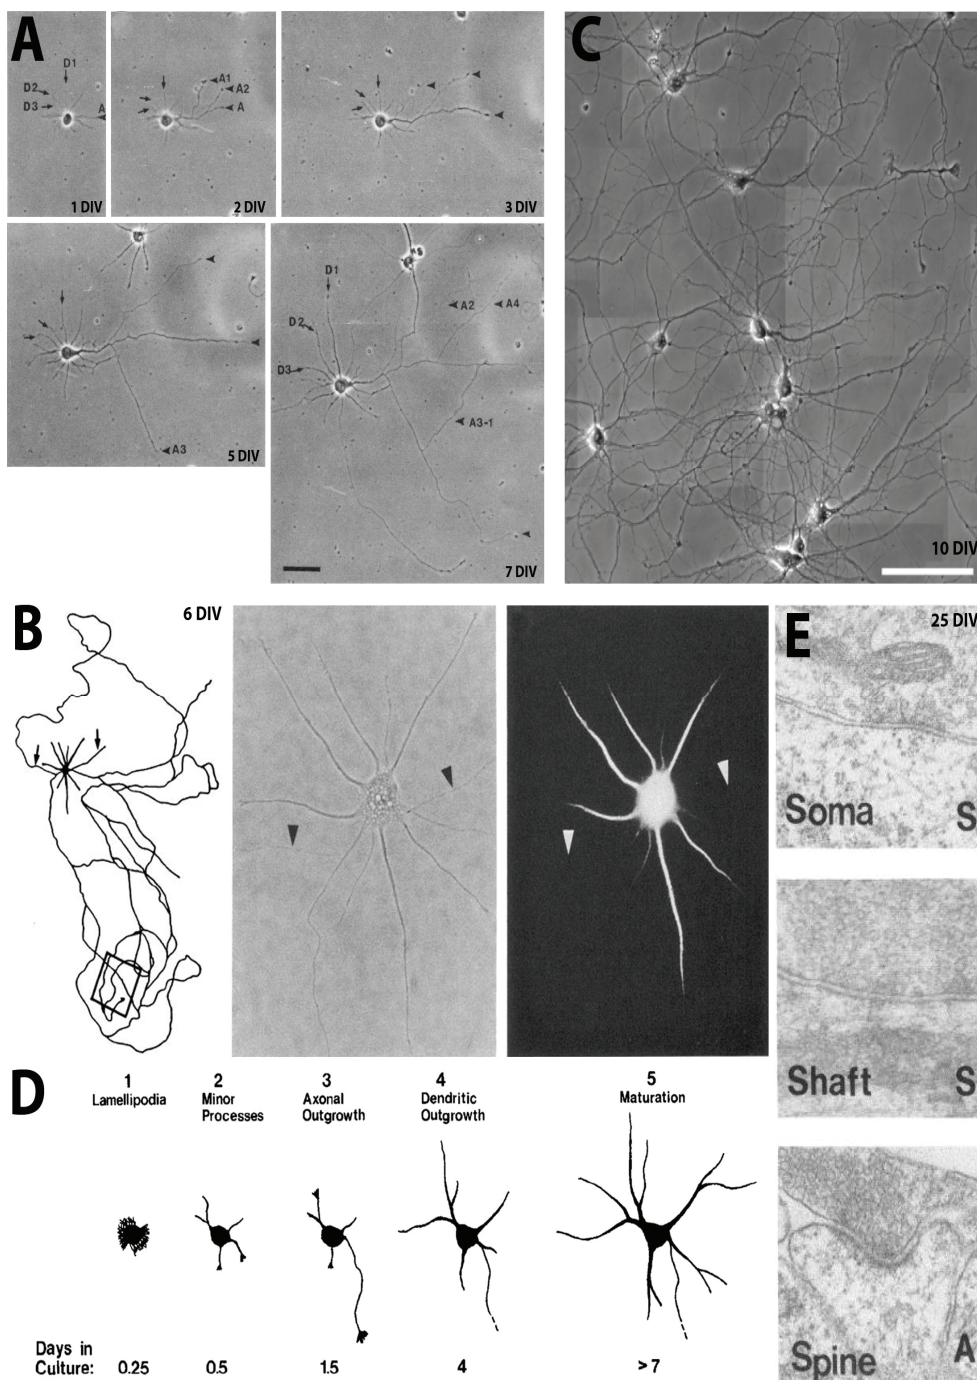 A
D1
D2
D3
A
1 DIV
A1
A2
A
2 DIV
3 DIV
A3
5 DIV
D1
D2
D3
A2
A4
A3-1
7 DIV
C
10 DIV
B
6 DIV
E
25 DIV
Soma
S
Shaft
S
Spine
A
D
1 2 3 4 5
Lamellipodia Minor Processes Axonal Outgrowth Dendritic Outgrowth Maturation
Days in
Culture: 0.25 0.5 1.5 4 > 7